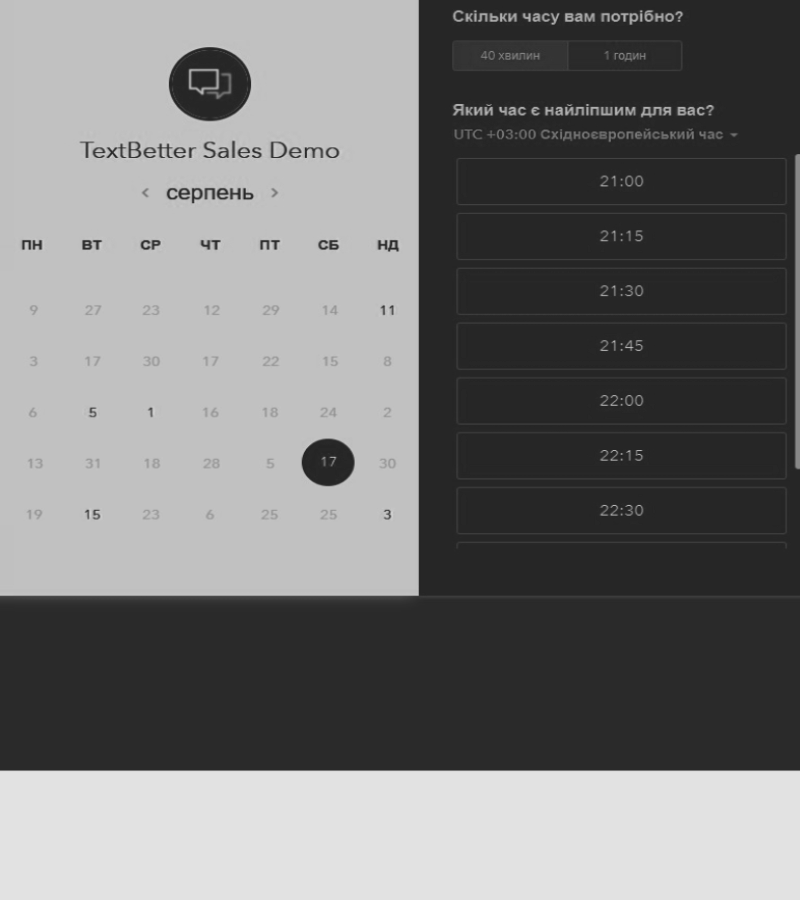 TextBetter Sales Demo
< серпень >
ПН ВТ СР ЧТ ПТ СБ НД
9 27 23 12 29 14 11
3 17 30 17 22 15 8
6 5 1 16 18 24 2
13 31 18 28 5 17 30
19 15 23 6 25 25 3
Скільки часу вам потрібно?
40 хвилин 1 годин
Який час є найліпшим для вас?
UTC +03:00 Східноєвропейський час
21:00
21:15
21:30
21:45
22:00
22:15
22:30